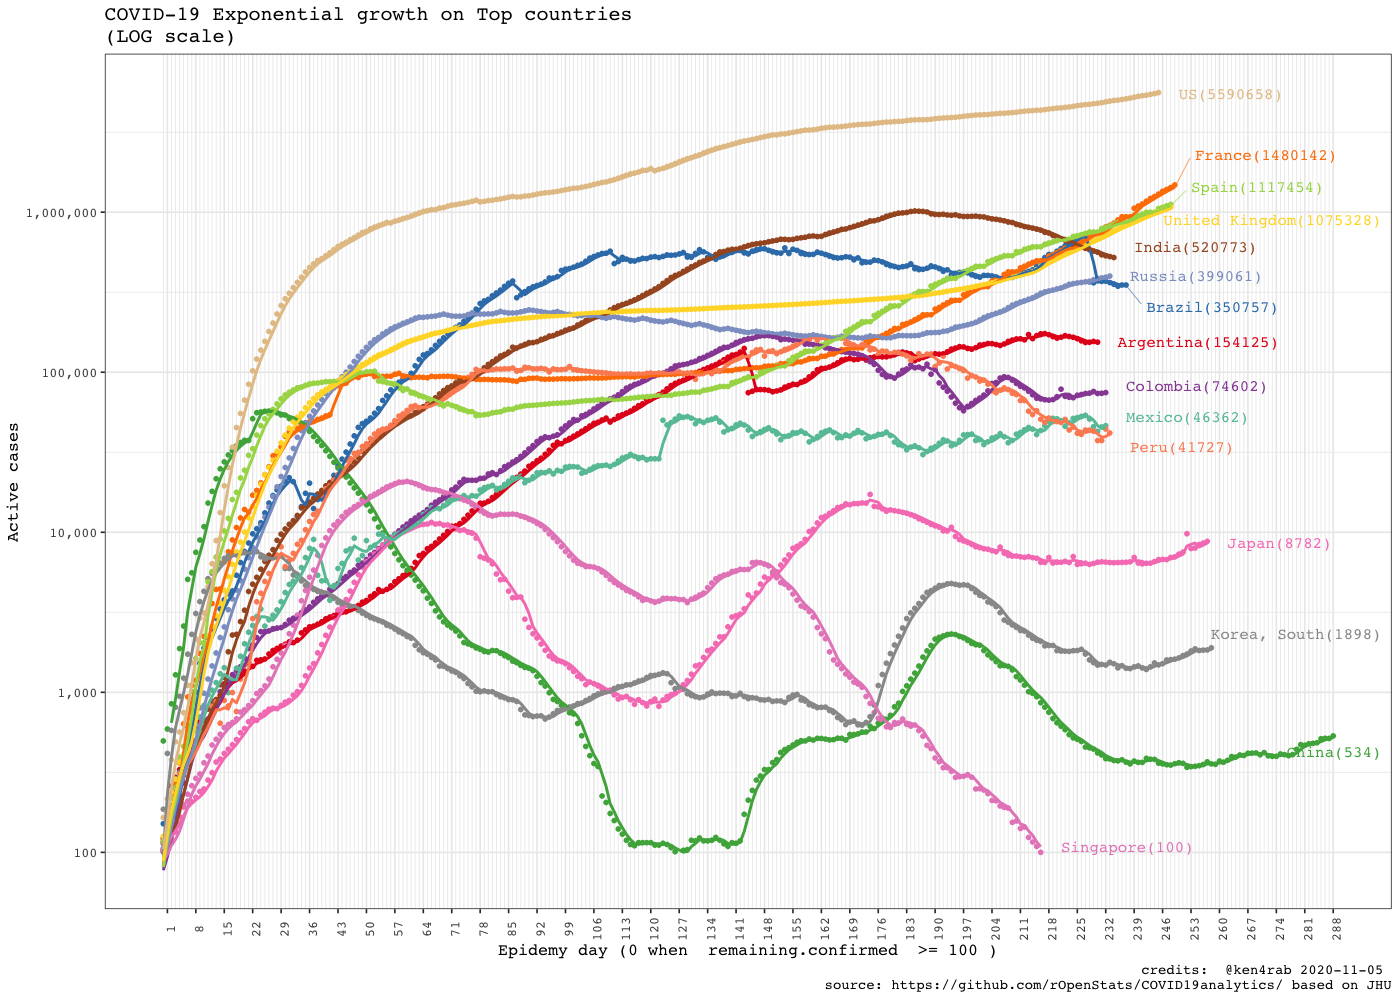 COVID-19 Exponential growth on Top countries
(LOG scale)
Active cases
1,000,000
100,000
10,000
1,000
100
US(5590658)
France(1480142)
Spain(1117454)
United Kingdom(1075328)
India(520773)
Russia(399061)
Brazil(350757)
Argentina(154125)
Colombia(74602)
Mexico(46362)
Peru(41727)
Japan(8782)
Korea, South(1898)
China(534)
Singapore(100)
1 8 15 22 29 36 43 50 57 64 71 78 85 92 99 106 113 120 127 134 141 148 155 162 169 176 183 190 197 204 211 218 225 232 239 246 253 260 267 274 281 288
Epidemy day (0 when remaining.confirmed >= 100 )
credits: @ken4rab 2020-11-05
source: https://github.com/rOpenStats/COVID19analytics/ based on JHU